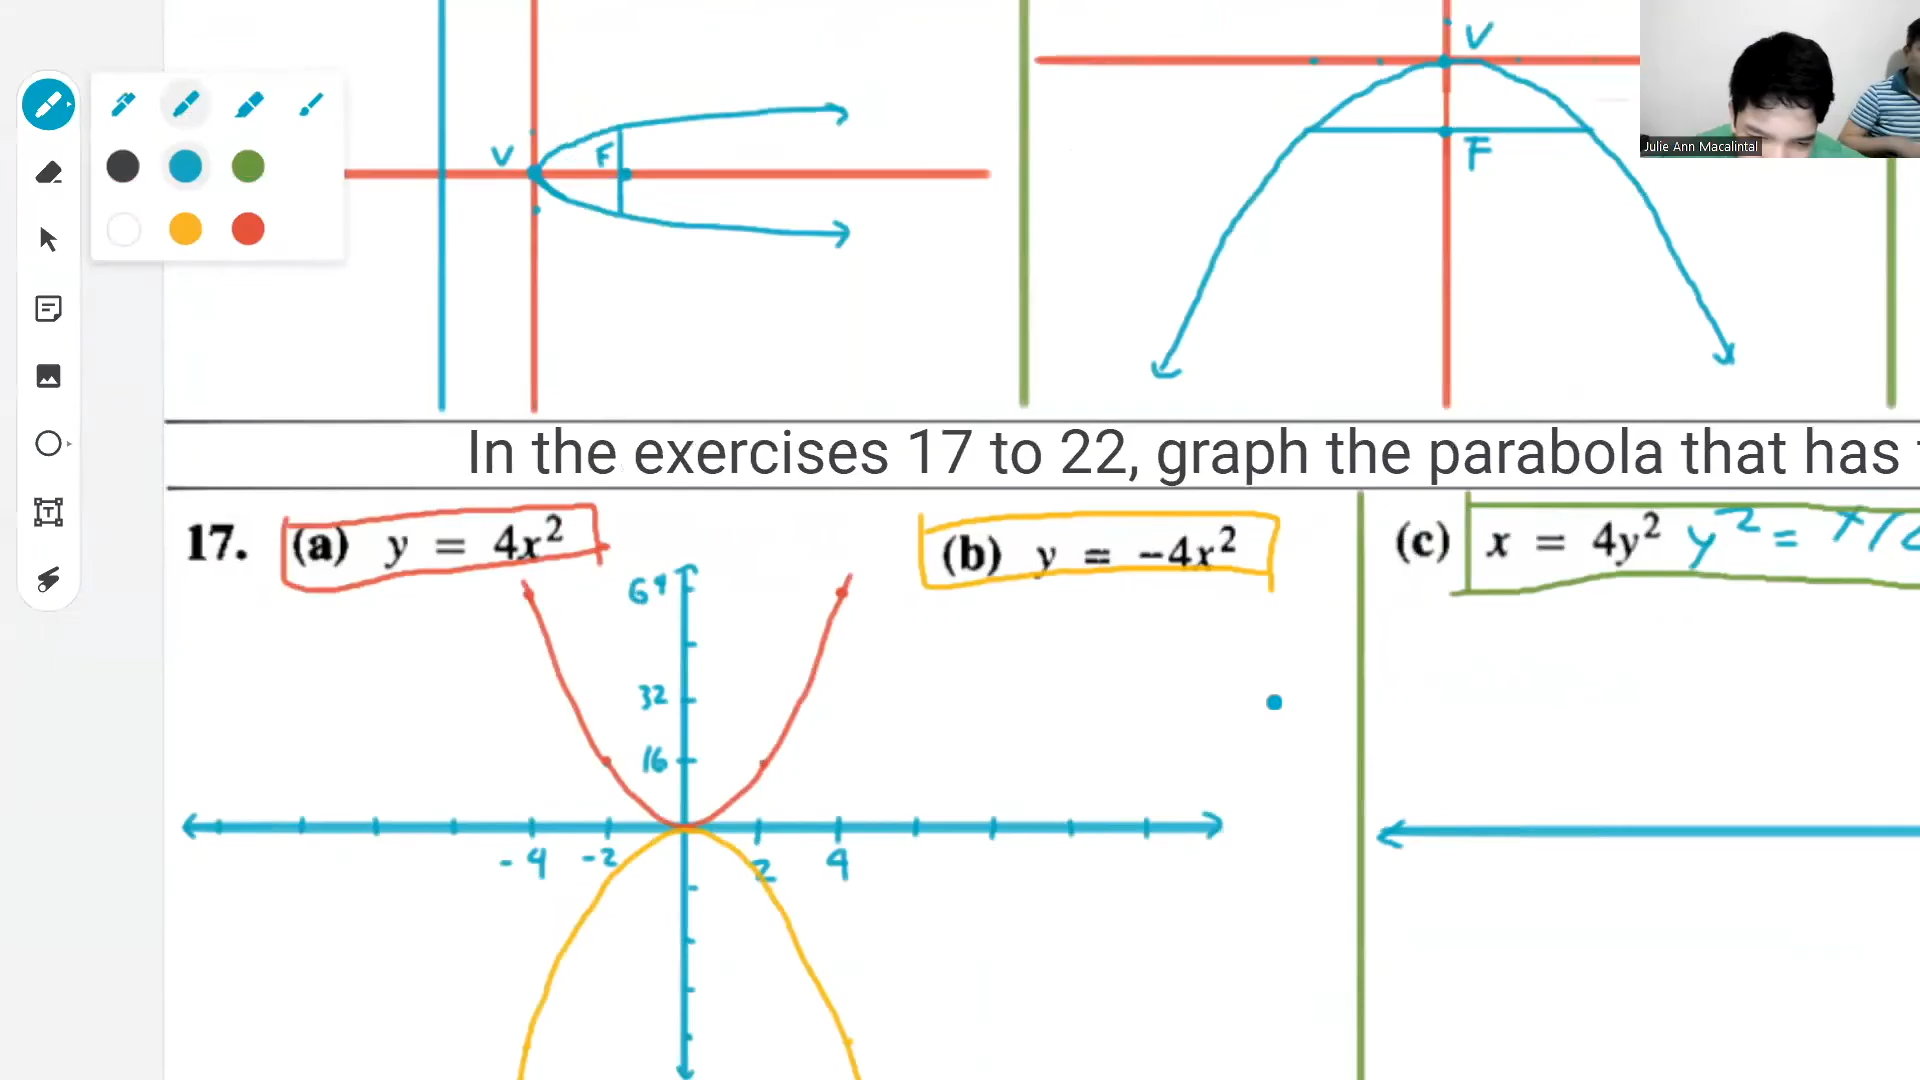 V
F
V
F
Julie Ann Macalintal
In the exercises 17 to 22, graph the parabola that has
17. (a) y = 4x²
(b) y = -4x²
(c) x = 4y² y² =
64
32
16
-4 -2 2 4